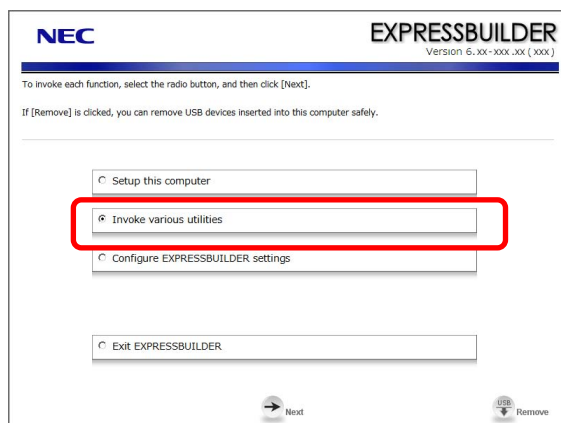 NEC
EXPRESSBUILDER
Version 6.xx-xxx.xx (xxx)
To invoke each function, select the radio button, and then click [Next].
If [Remove] is clicked, you can remove USB devices inserted into this computer safely.
Setup this computer
Invoke various utilities
Configure EXPRESSBUILDER settings
Exit EXPRESSBUILDER
Next
USB
Remove